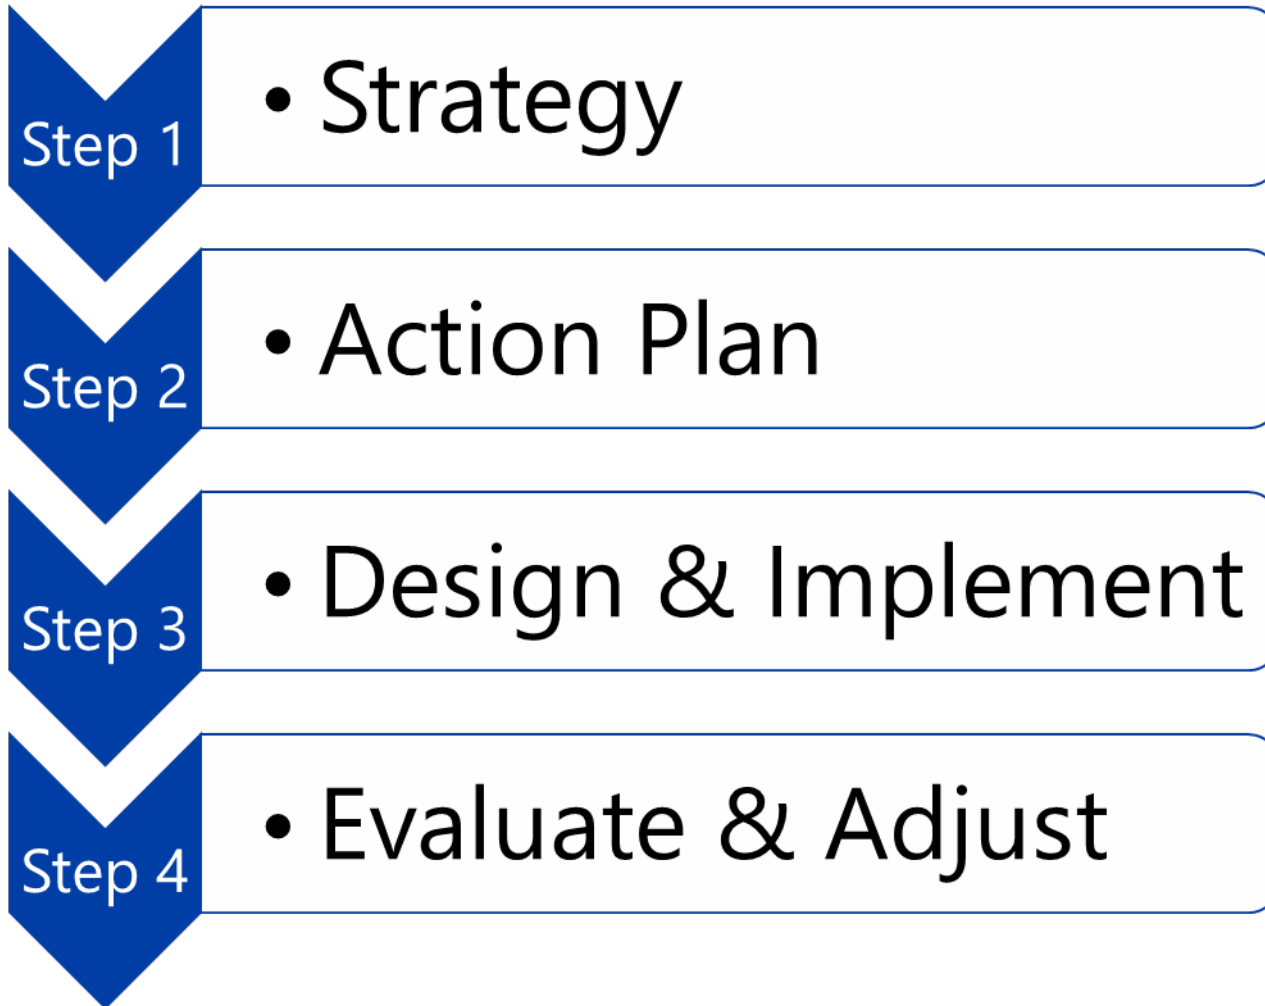 Step 1
• Strategy
Step 2
• Action Plan
Step 3
• Design & Implement
Step 4
• Evaluate & Adjust